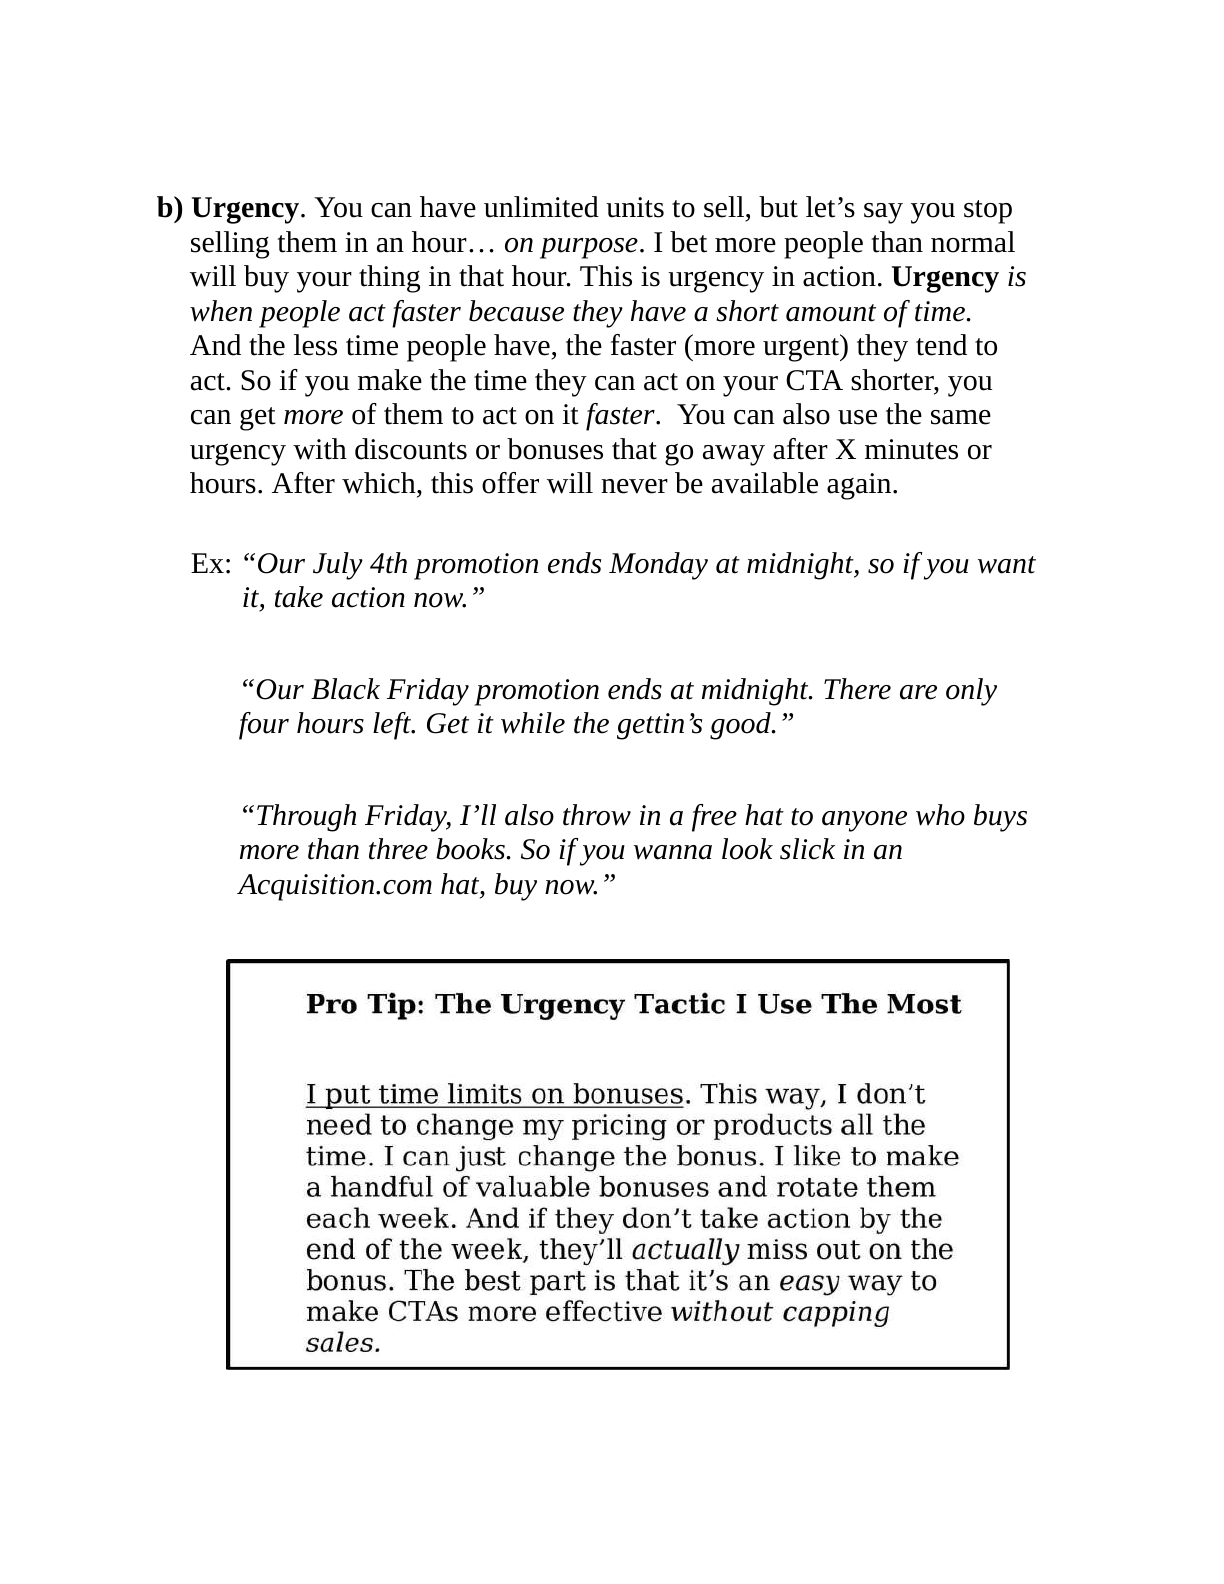 b) Urgency. You can have unlimited units to sell, but let’s say you stop
selling them in an hour… on purpose. I bet more people than normal
will buy your thing in that hour. This is urgency in action. Urgency is
when people act faster because they have a short amount of time.
And the less time people have, the faster (more urgent) they tend to
act. So if you make the time they can act on your CTA shorter, you
can get more of them to act on it faster.  You can also use the same
urgency with discounts or bonuses that go away after X minutes or
hours. After which, this offer will never be available again.
Ex: “Our July 4th promotion ends Monday at midnight, so if you want
it, take action now.”
“Our Black Friday promotion ends at midnight. There are only
four hours left. Get it while the gettin’s good.”
“Through Friday, I’ll also throw in a free hat to anyone who buys
more than three books. So if you wanna look slick in an
Acquisition.com hat, buy now.”
Pro Tip: The Urgency Tactic I Use The Most
I put time limits on bonuses. This way, I don’t
need to change my pricing or products all the
time. I can just change the bonus. I like to make
a handful of valuable bonuses and rotate them
each week. And if they don’t take action by the
end of the week, they’ll actually miss out on the
bonus. The best part is that it’s an easy way to
make CTAs more effective without capping
sales.